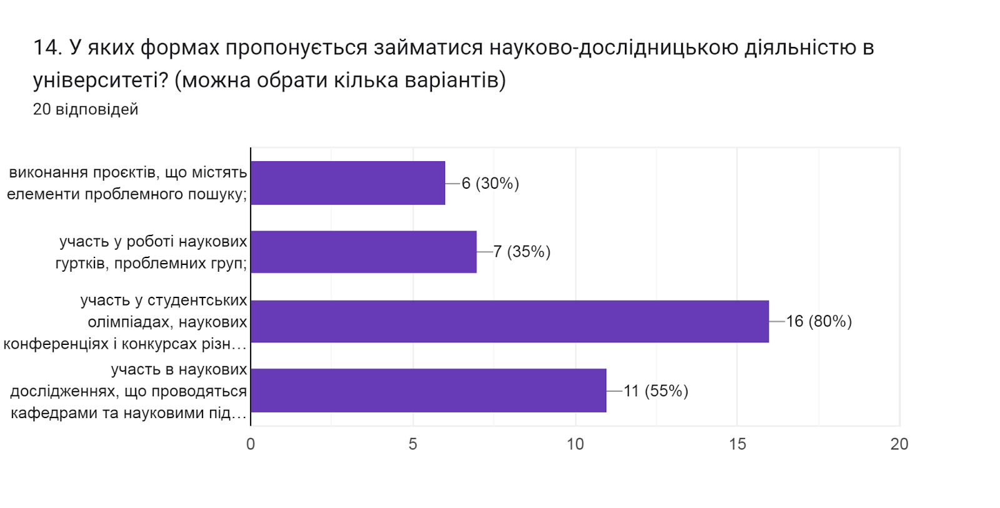 14. У яких формах пропонується займатися науково-дослідницькою діяльністю в
університеті? (можна обрати кілька варіантів)
20 відповідей
виконання проєктів, що містять
елементи проблемного пошуку;
6 (30%)
участь у роботі наукових
гуртків, проблемних груп;
7 (35%)
участь у студентських
олімпіадах, наукових
конференціях і конкурсах різн…
16 (80%)
участь в наукових
дослідженнях, що проводяться
кафедрами та науковими під…
11 (55%)
0 5 10 15 20